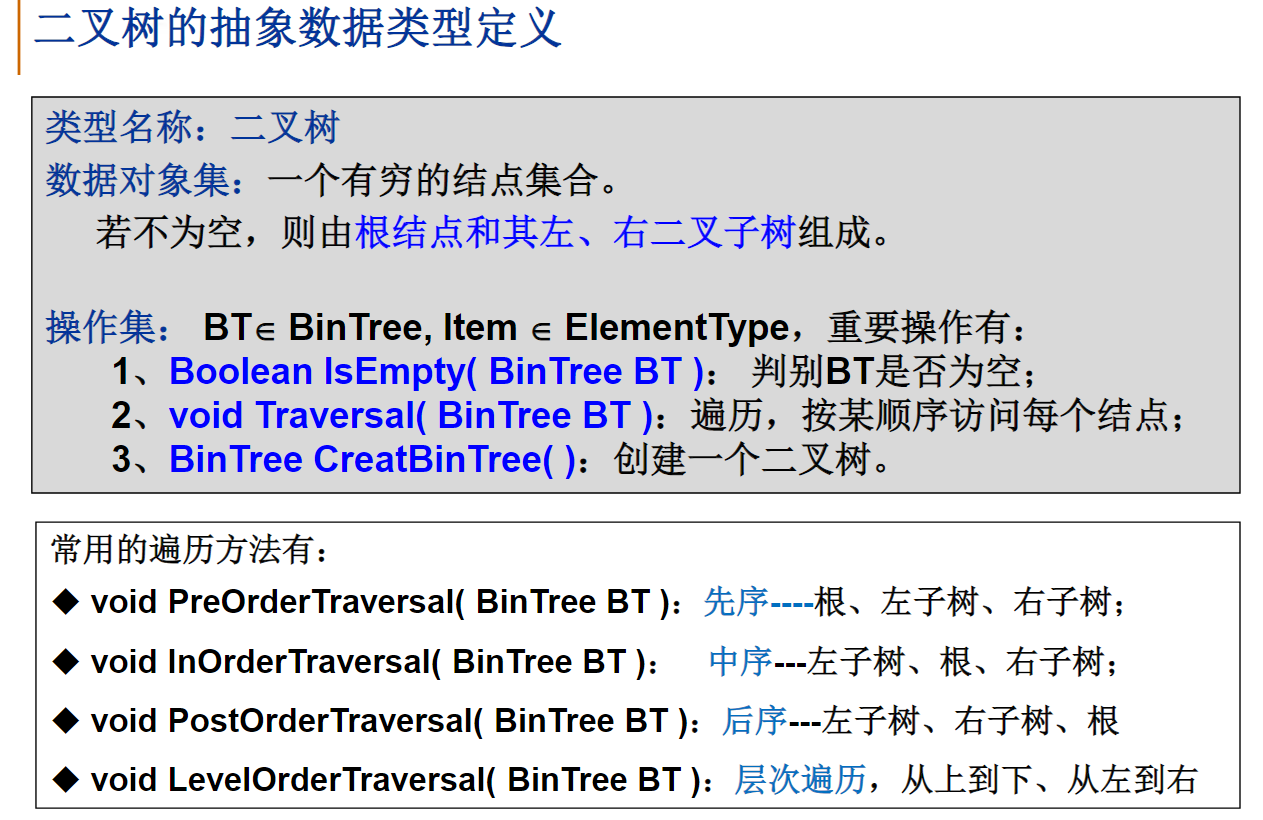 二叉树的抽象数据类型定义
类型名称：二叉树
数据对象集：一个有穷的结点集合。
若不为空，则由根结点和其左、右二叉子树组成。
操作集： BT∈ BinTree, Item ∈ ElementType，重要操作有：
1、Boolean IsEmpty( BinTree BT )： 判别BT是否为空；
2、void Traversal( BinTree BT )：遍历，按某顺序访问每个结点；
3、BinTree CreatBinTree( )：创建一个二叉树。
常用的遍历方法有：
◆ void PreOrderTraversal( BinTree BT )：先序----根、左子树、右子树；
◆ void InOrderTraversal( BinTree BT )： 中序---左子树、根、右子树；
◆ void PostOrderTraversal( BinTree BT )：后序---左子树、右子树、根
◆ void LevelOrderTraversal( BinTree BT )：层次遍历，从上到下、从左到右